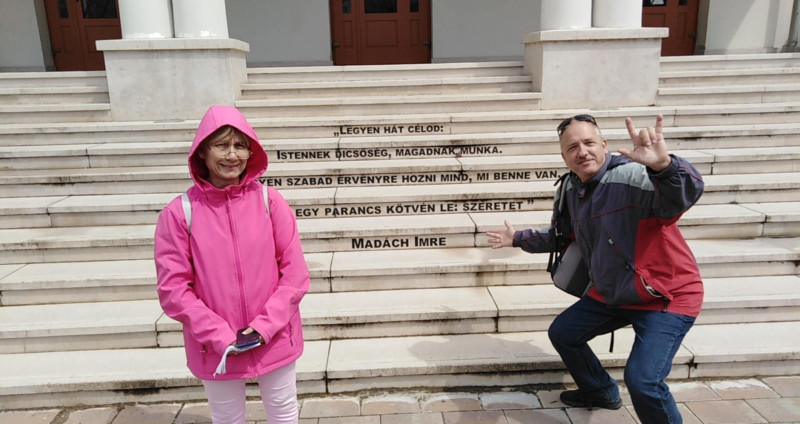 „Legyen hát célod:
Istennek dicsőség, magadnak munka.
szabad érvényre hozni mind, mi benne van,
egy parancs kötvén le: szeretet”
Madách Imre